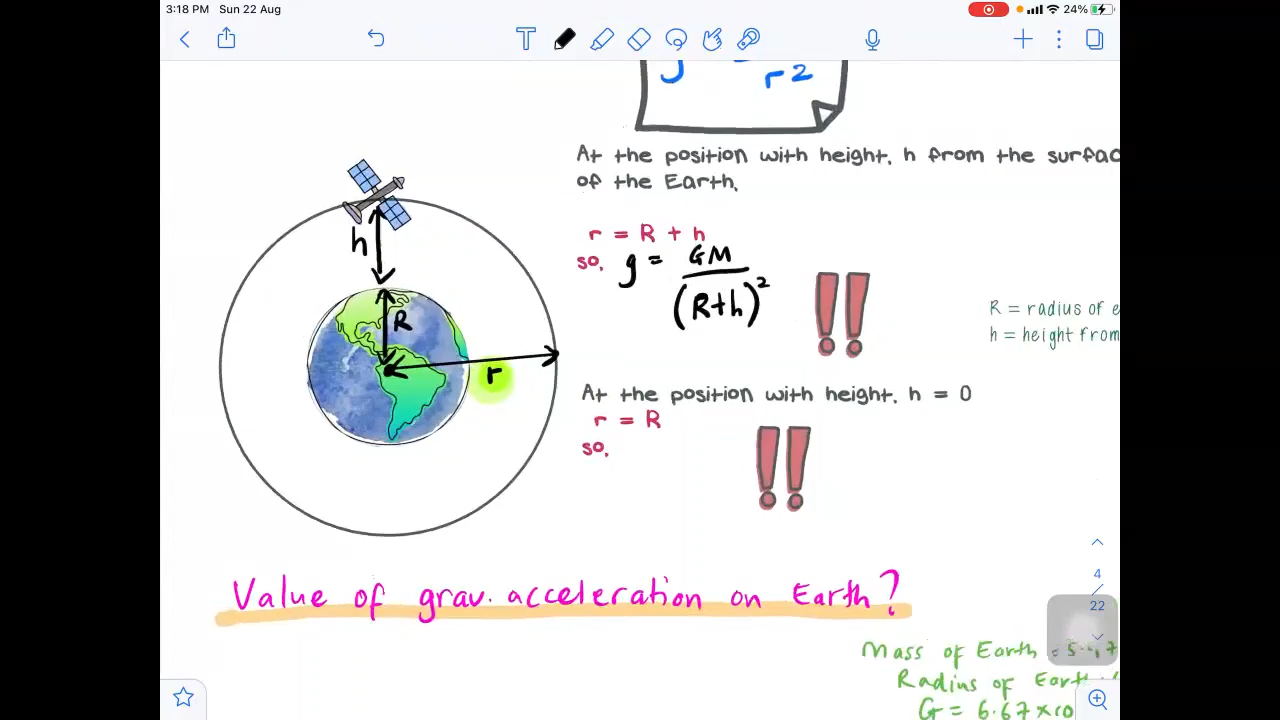 3:18 PM Sun 22 Aug
24%
r2
At the position with height, h from the surfac
of the Earth,
r = R + h
so, g = GM
(R+h)²
h
R
r
R = radius of e
h = height from
At the position with height, h = 0
r = R
so,
Value of grav. acceleration on Earth?
4
/
22
Mass of Earth =
Radius of Earth
G = 6.67 x 10